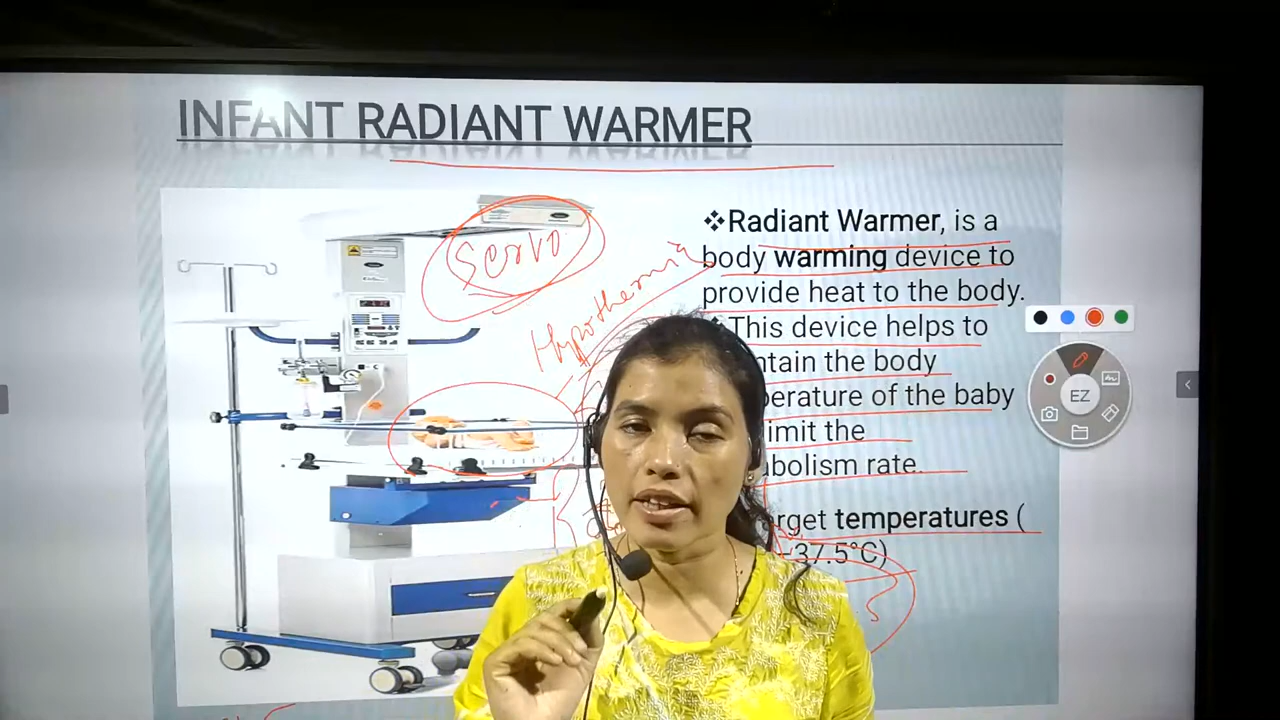 INFANT RADIANT WARMER
❖Radiant Warmer, is a
body warming device to
provide heat to the body.
This device helps to
ntain the body
perature of the baby
imit the
abolism rate.
rget temperatures (
–37.5°C)
Servo
Hypothermia
EZ